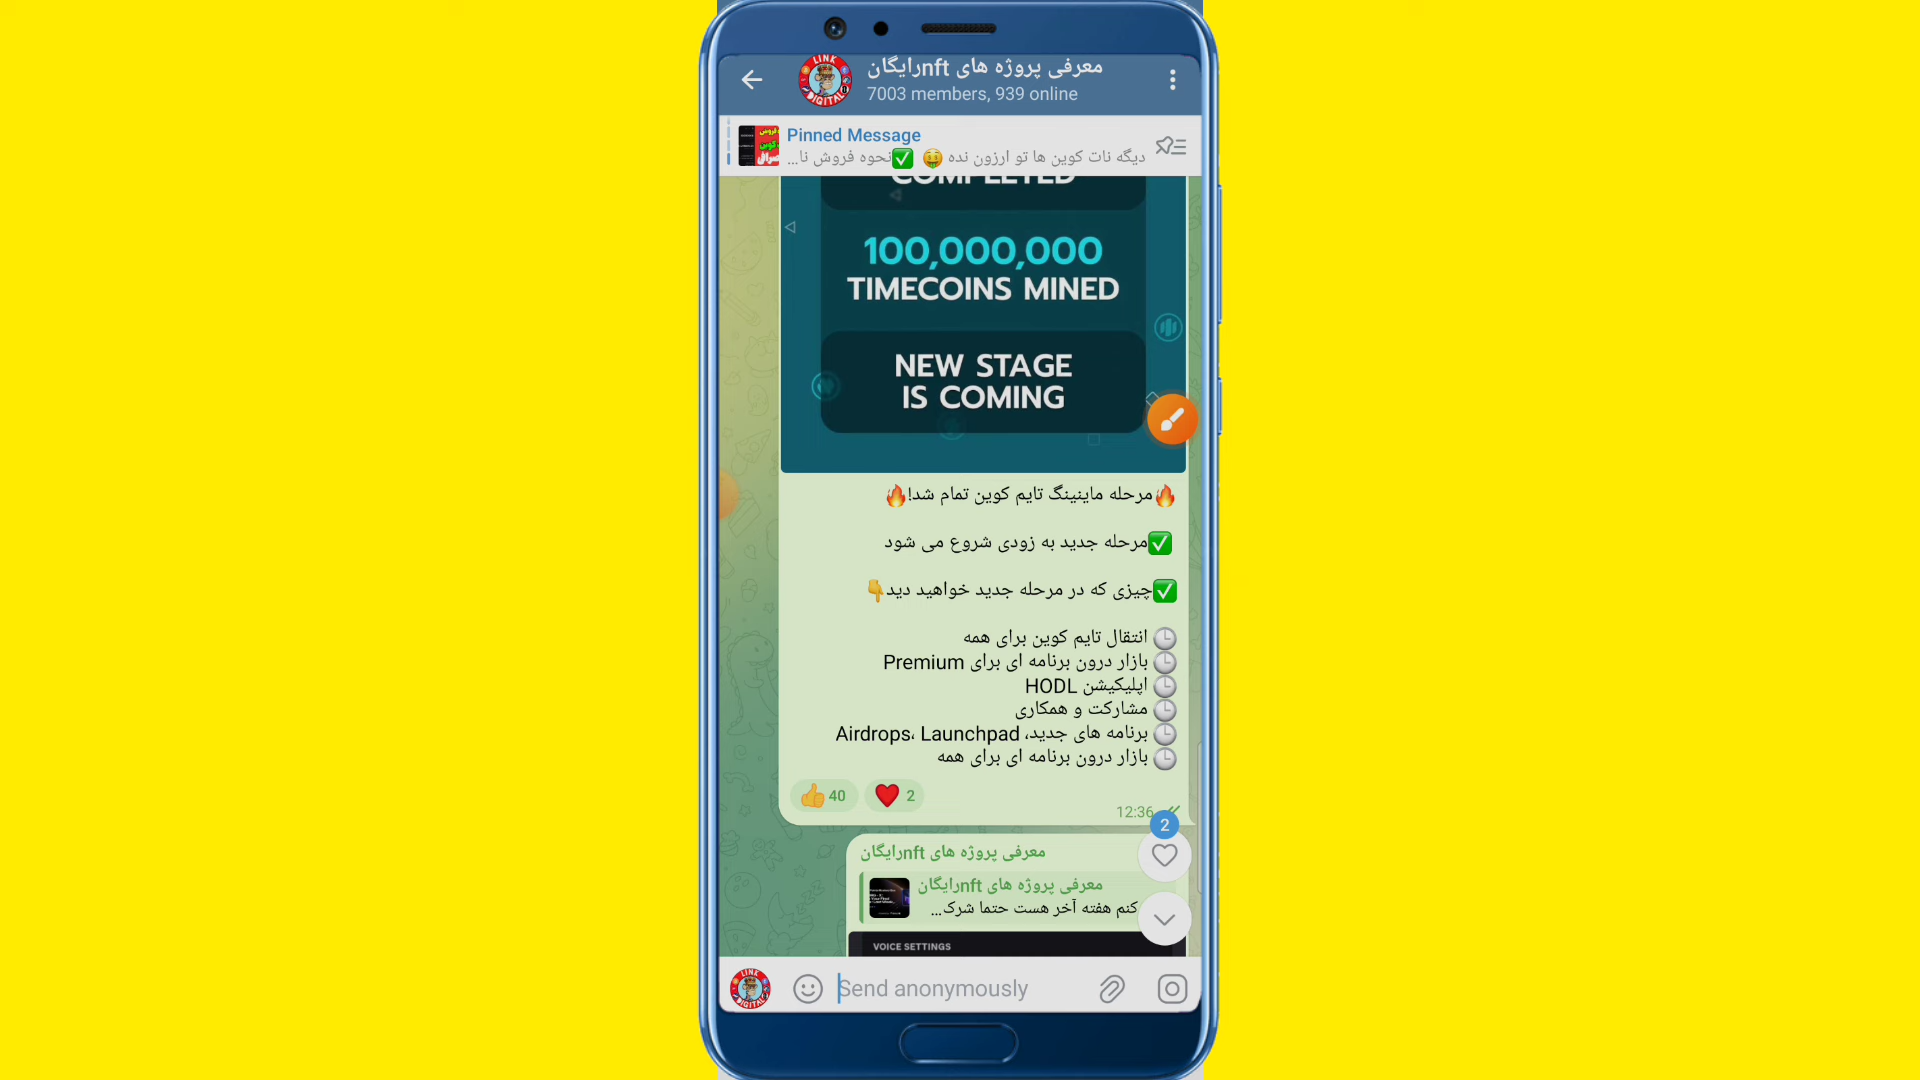 معرفی پروژه های nftرایگان
7003 members, 939 online
Pinned Message
دیگه نات کوین ها تو ارزون نده 🤑 ✅نحوه فروش نا...
COMPLETED
100,000,000
TIMECOINS MINED
NEW STAGE
IS COMING
🔥مرحله ماینینگ تایم کوین تمام شد!🔥
✅مرحله جدید به زودی شروع می شود
✅چیزی که در مرحله جدید خواهید دید👇
🕒 انتقال تایم کوین برای همه
🕒 بازار درون برنامه ای برای Premium
🕒 اپلیکیشن HODL
🕒 مشارکت و همکاری
🕒 برنامه های جدید، Airdrops، Launchpad
🕒 بازار درون برنامه ای برای همه
👍 40 ❤ 2
12:36
2
معرفی پروژه های nftرایگان
معرفی پروژه های nftرایگان
کنم هفته آخر هست حتما شرک...
VOICE SETTINGS
Send anonymously
LINK
DIGITAL